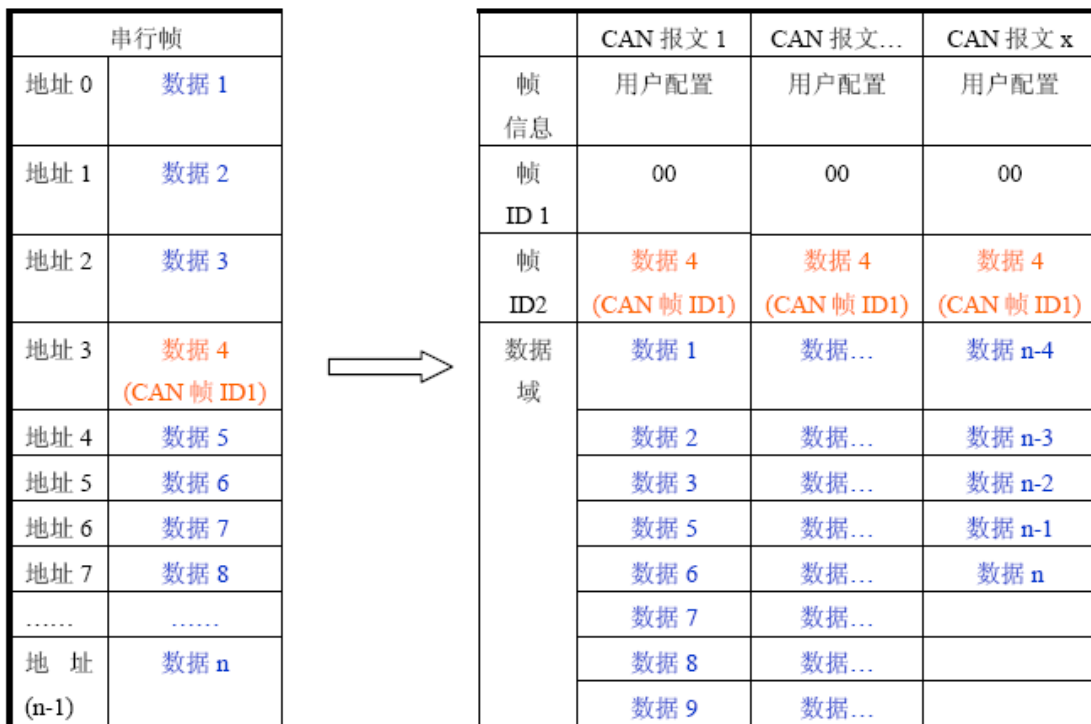 串行帧 CAN 报文 1 CAN 报文… CAN 报文 x
地址 0 数据 1 帧 用户配置 用户配置 用户配置
信息
地址 1 数据 2 帧 00 00 00
ID 1
地址 2 数据 3 帧 数据 4 数据 4 数据 4
ID2 (CAN 帧 ID1) (CAN 帧 ID1) (CAN 帧 ID1)
地址 3 数据 4 数据 数据 1 数据… 数据 n-4
(CAN 帧 ID1) 域
地址 4 数据 5 数据 2 数据… 数据 n-3
地址 5 数据 6 数据 3 数据… 数据 n-2
地址 6 数据 7 数据 5 数据… 数据 n-1
地址 7 数据 8 数据 6 数据… 数据 n
…… …… 数据 7 数据…
地 址 数据 n 数据 8 数据…
(n-1) 数据 9 数据…